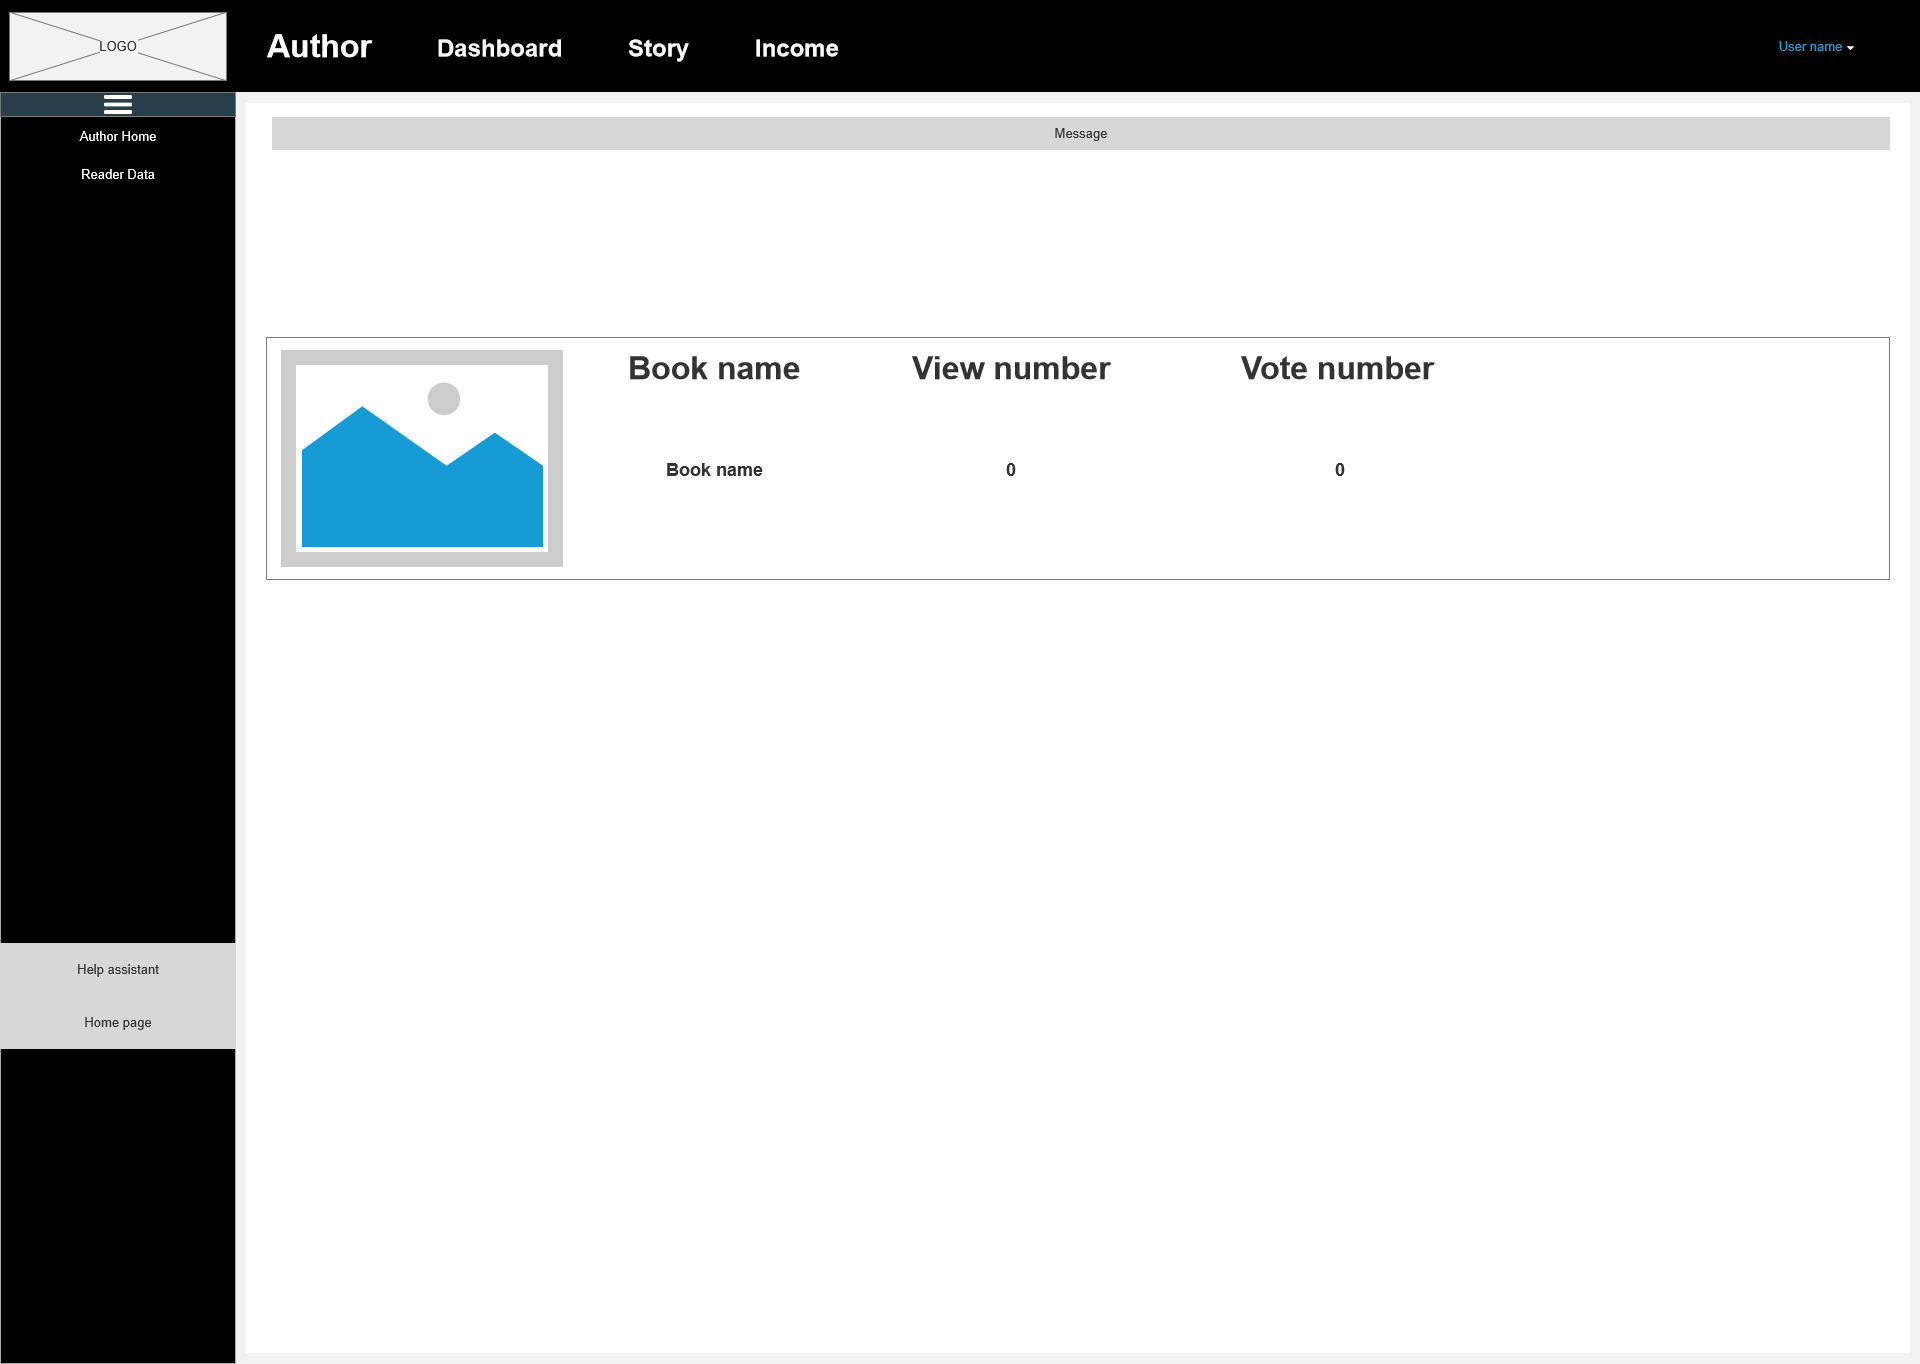 LOGO
Author
Dashboard
Story
Income
User name
Author Home
Reader Data
Message
Book name
View number
Vote number
Book name
0
0
Help assistant
Home page